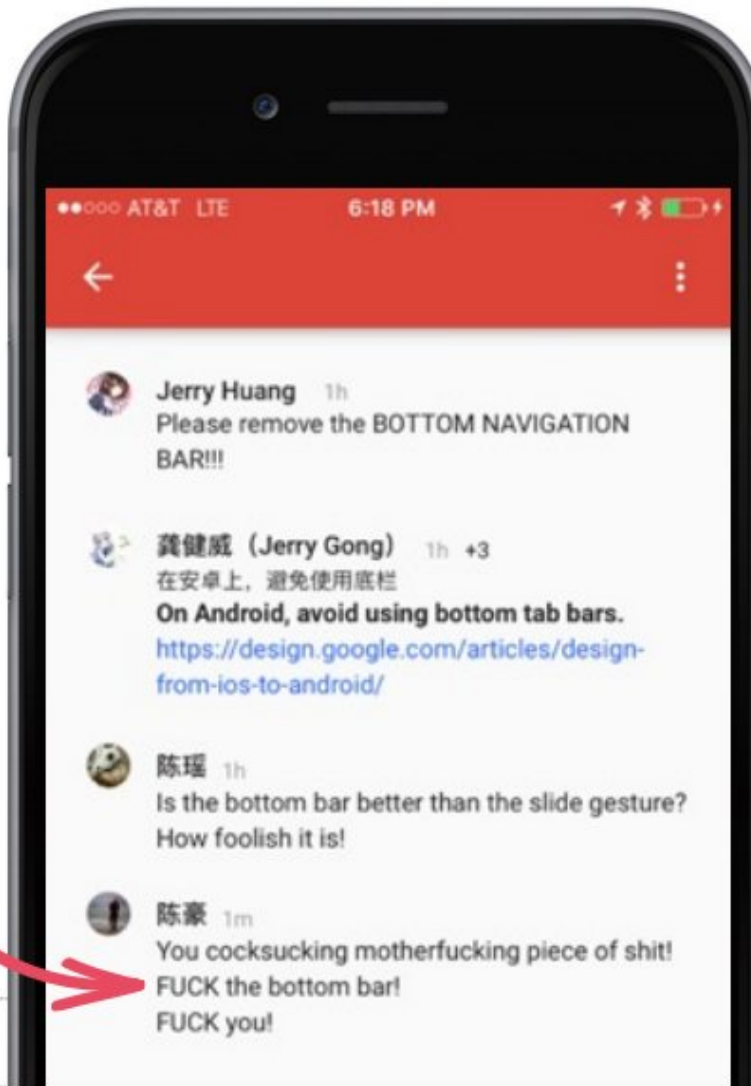 AT&T LTE 6:18 PM
Jerry Huang 1h
Please remove the BOTTOM NAVIGATION
BAR!!!
龚健威（Jerry Gong） 1h +3
在安卓上，避免使用底栏
On Android, avoid using bottom tab bars.
https://design.google.com/articles/design-
from-ios-to-android/
陈瑶 1h
Is the bottom bar better than the slide gesture?
How foolish it is!
陈豪 1m
You cocksucking motherfucking piece of shit!
FUCK the bottom bar!
FUCK you!